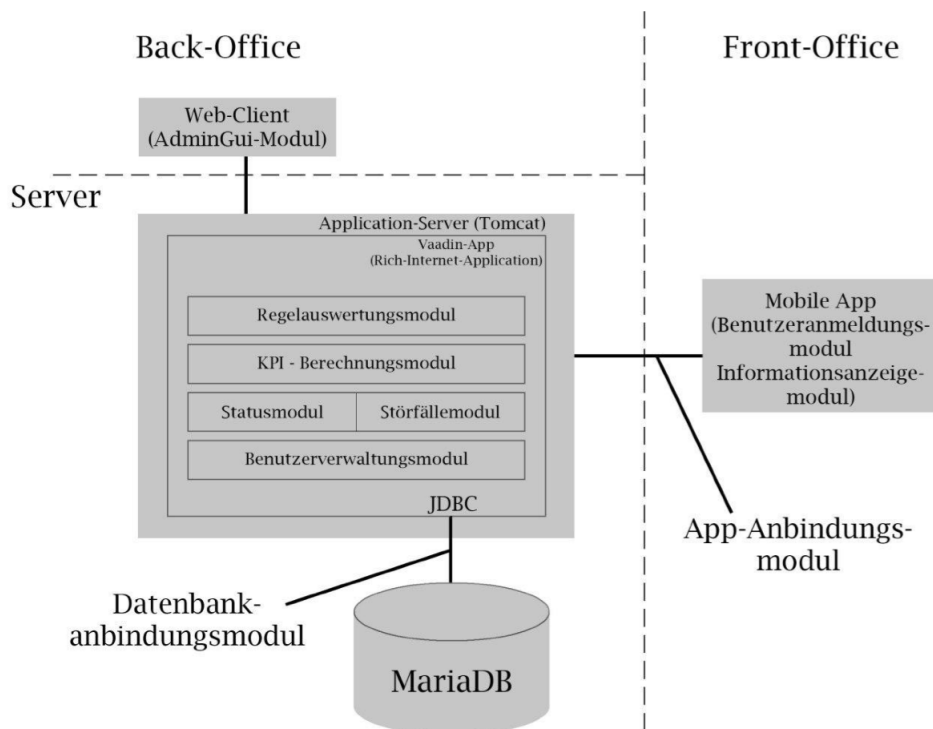 Back-Office
Front-Office
Web-Client
(AdminGui-Modul)
Server
Application-Server (Tomcat)
Vaadin-App
(Rich-Internet-Application)
Regelauswertungsmodul
KPI - Berechnungsmodul
Statusmodul
Störfällemodul
Benutzerverwaltungsmodul
JDBC
Mobile App
(Benutzeranmeldungs-
modul
Informationsanzeige-
modul)
App-Anbindungs-
modul
Datenbank-
anbindungsmodul
MariaDB